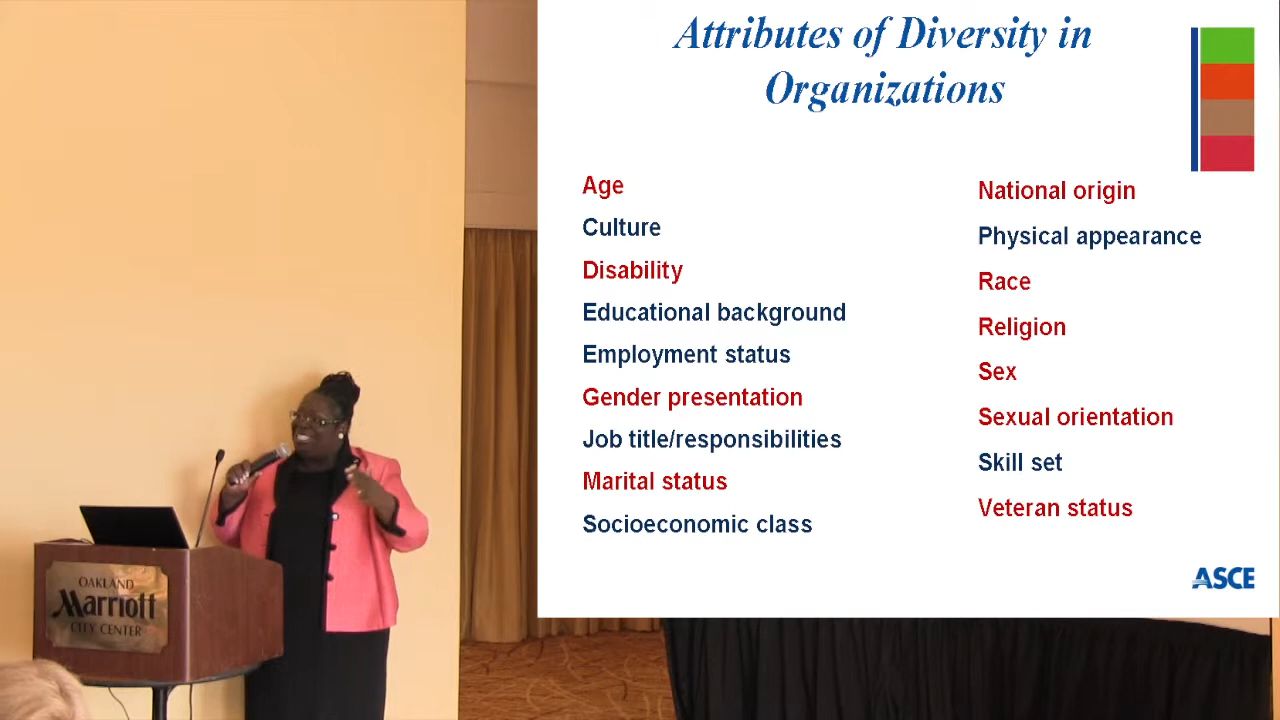 Attributes of Diversity in
Organizations
Age
Culture
Disability
Educational background
Employment status
Gender presentation
Job title/responsibilities
Marital status
Socioeconomic class
National origin
Physical appearance
Race
Religion
Sex
Sexual orientation
Skill set
Veteran status
ASCE
OAKLAND
Marriott
CITY CENTER